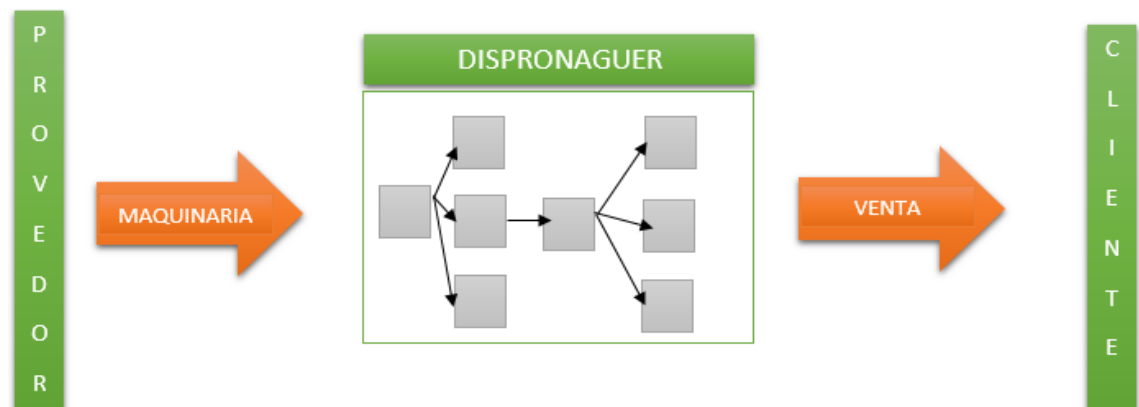 PROVEDOR
MAQUINARIA
DISPRONAGUER
VENTA
CLIENTE